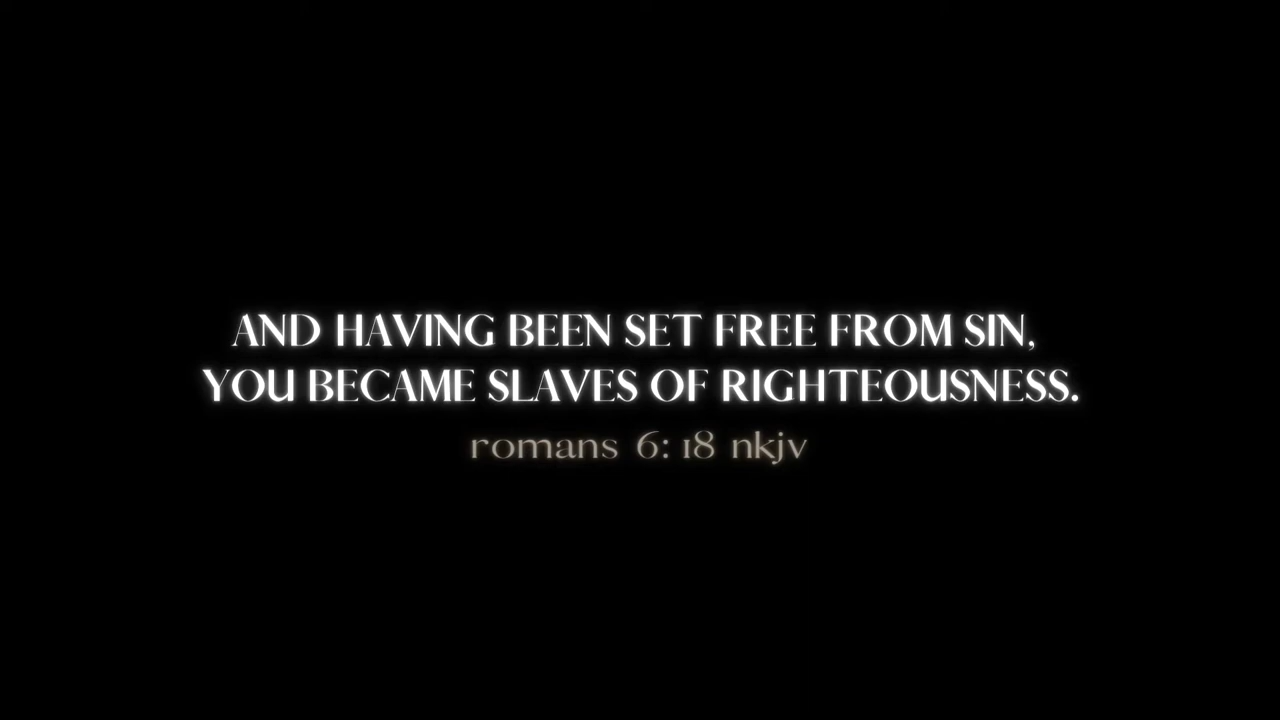 AND HAVING BEEN SET FREE FROM SIN,
YOU BECAME SLAVES OF RIGHTEOUSNESS.
romans 6: 18 nkjv